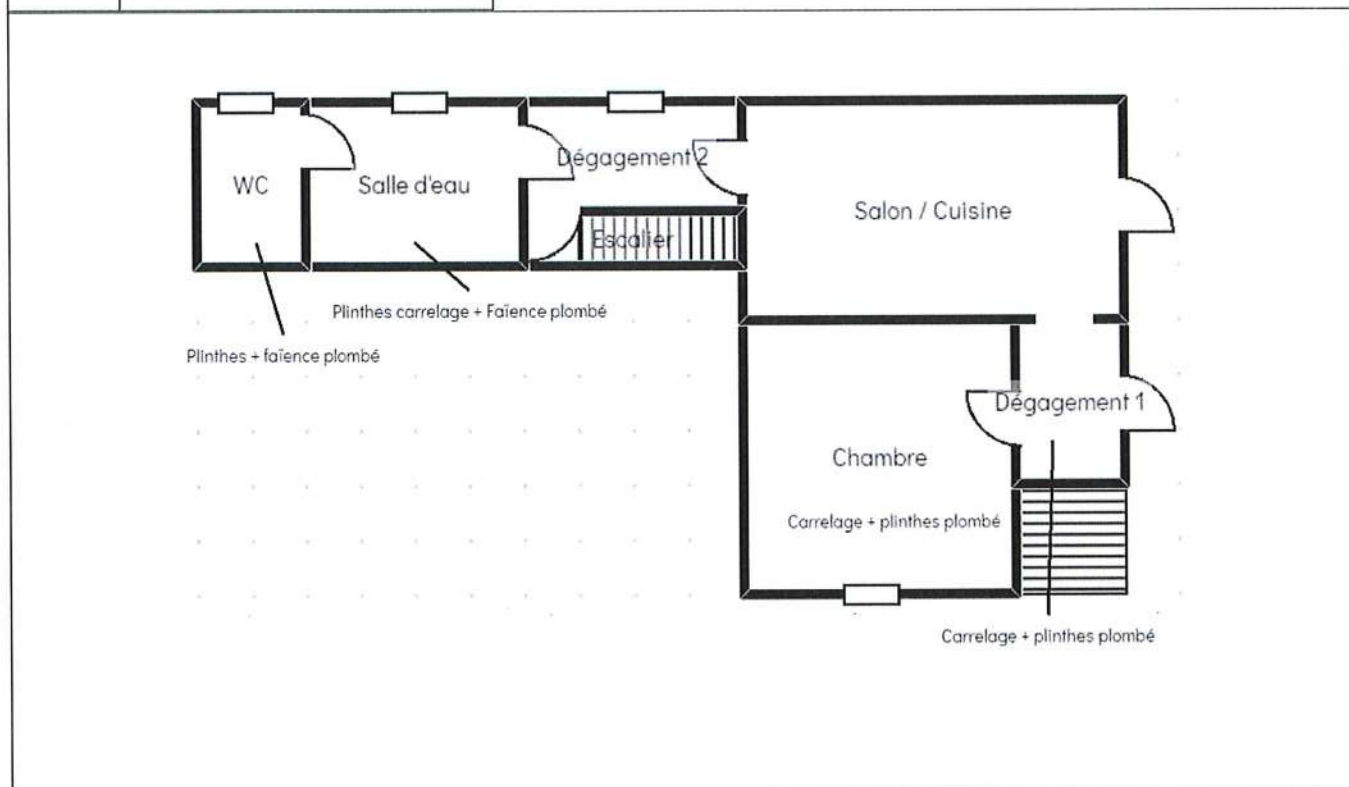 Dégagement 2
WC
Salle d'eau
Salon / Cuisine
Escalier
Plinthes carrelage + Faïence plombé
Plinthes + faïence plombé
Dégagement 1
Chambre
Carrelage + plinthes plombé
Carrelage + plinthes plombé